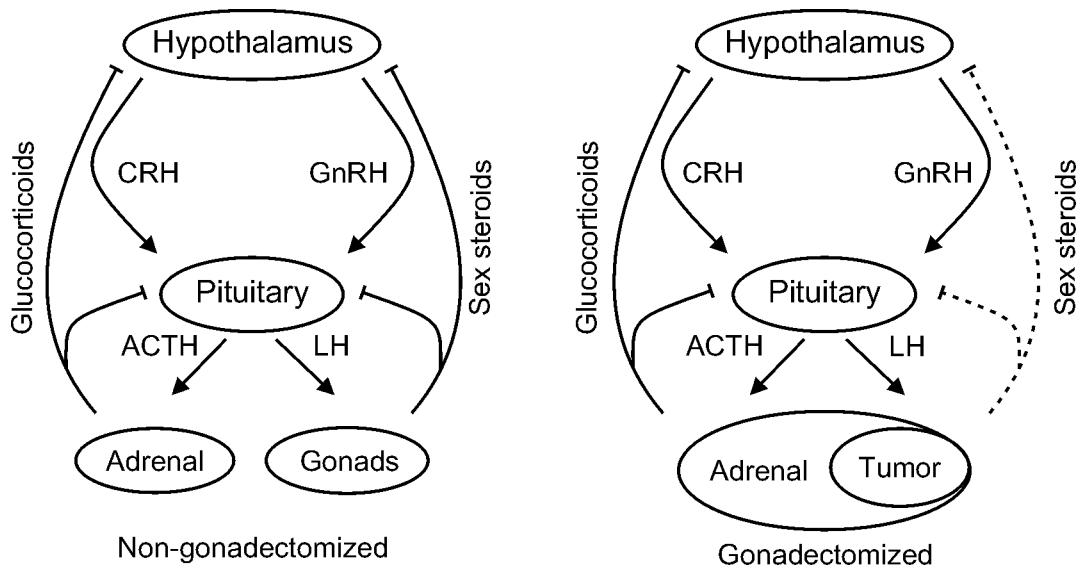 Hypothalamus
Glucocorticoids
CRH
GnRH
Sex steroids
Pituitary
ACTH
LH
Adrenal
Gonads
Non-gonadectomized
Hypothalamus
Glucocorticoids
CRH
GnRH
Sex steroids
Pituitary
ACTH
LH
Adrenal
Tumor
Gonadectomized